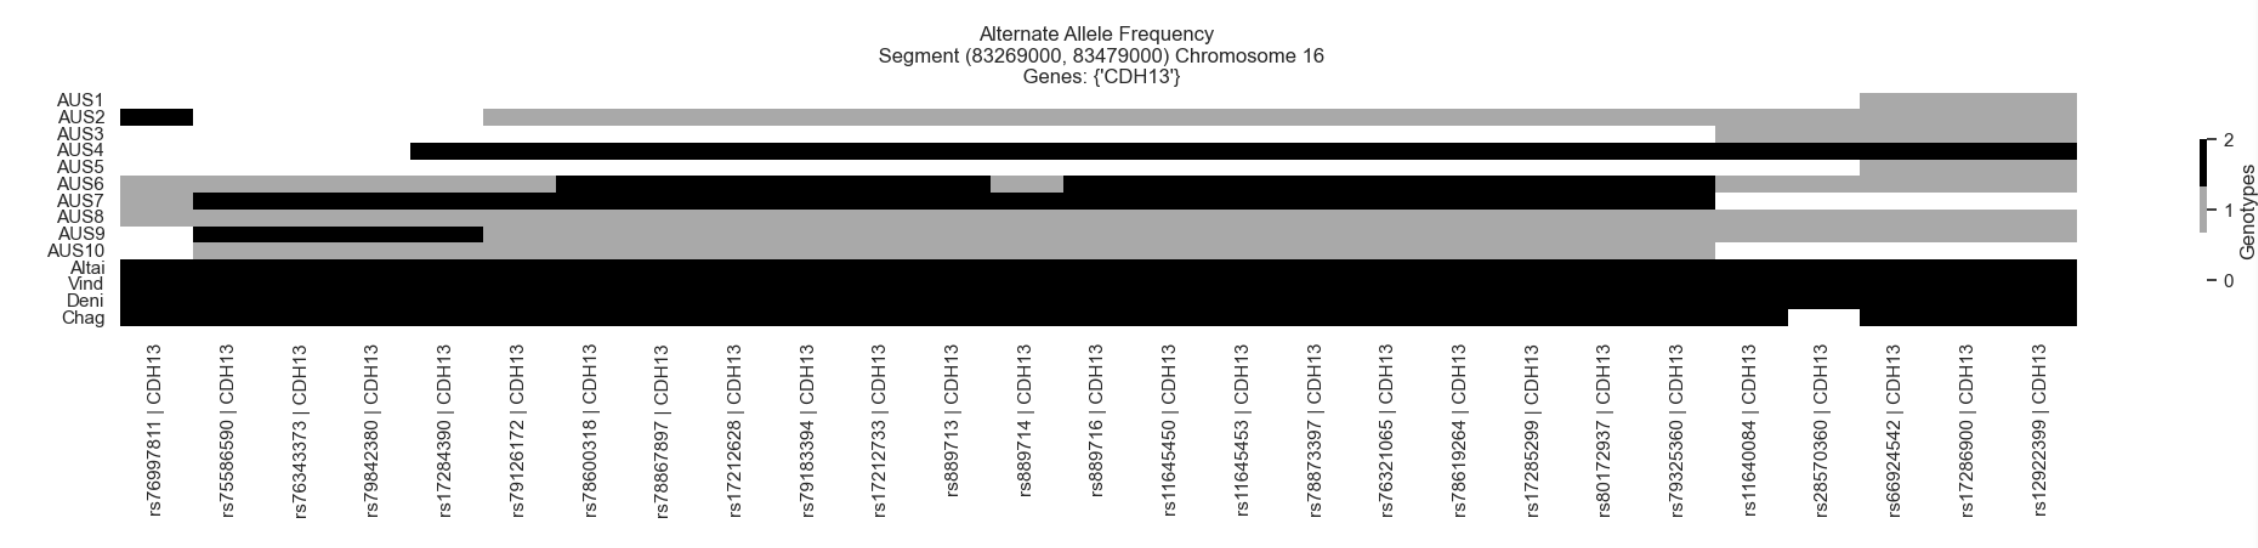 Alternate Allele Frequency
Segment (83269000, 83479000) Chromosome 16
Genes: {'CDH13'}
AUS1
AUS2
AUS3
AUS4
AUS5
AUS6
AUS7
AUS8
AUS9
AUS10
Altai
Vind
Deni
Chag
rs76997811 | CDH13
rs75586590 | CDH13
rs76343373 | CDH13
rs79842380 | CDH13
rs17284390 | CDH13
rs79126172 | CDH13
rs78600318 | CDH13
rs78867897 | CDH13
rs17212628 | CDH13
rs79183394 | CDH13
rs17212733 | CDH13
rs889713 | CDH13
rs889714 | CDH13
rs889716 | CDH13
rs11645450 | CDH13
rs11645453 | CDH13
rs78873397 | CDH13
rs76321065 | CDH13
rs78619264 | CDH13
rs17285299 | CDH13
rs80172937 | CDH13
rs79325360 | CDH13
rs11640084 | CDH13
rs28570360 | CDH13
rs66924542 | CDH13
rs17286900 | CDH13
rs12922399 | CDH13
2
1
0
Genotypes